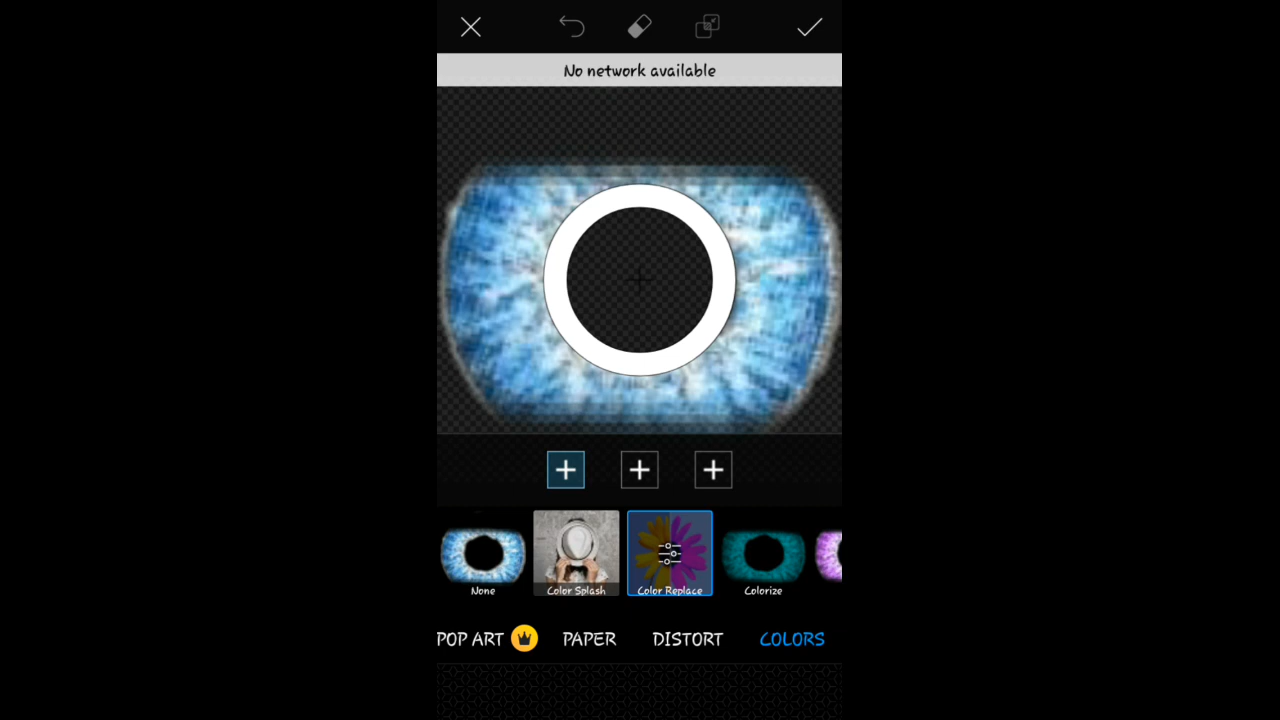 No network available
None
Color Splash
Color Replace
Colorize
POP ART
PAPER
DISTORT
COLORS